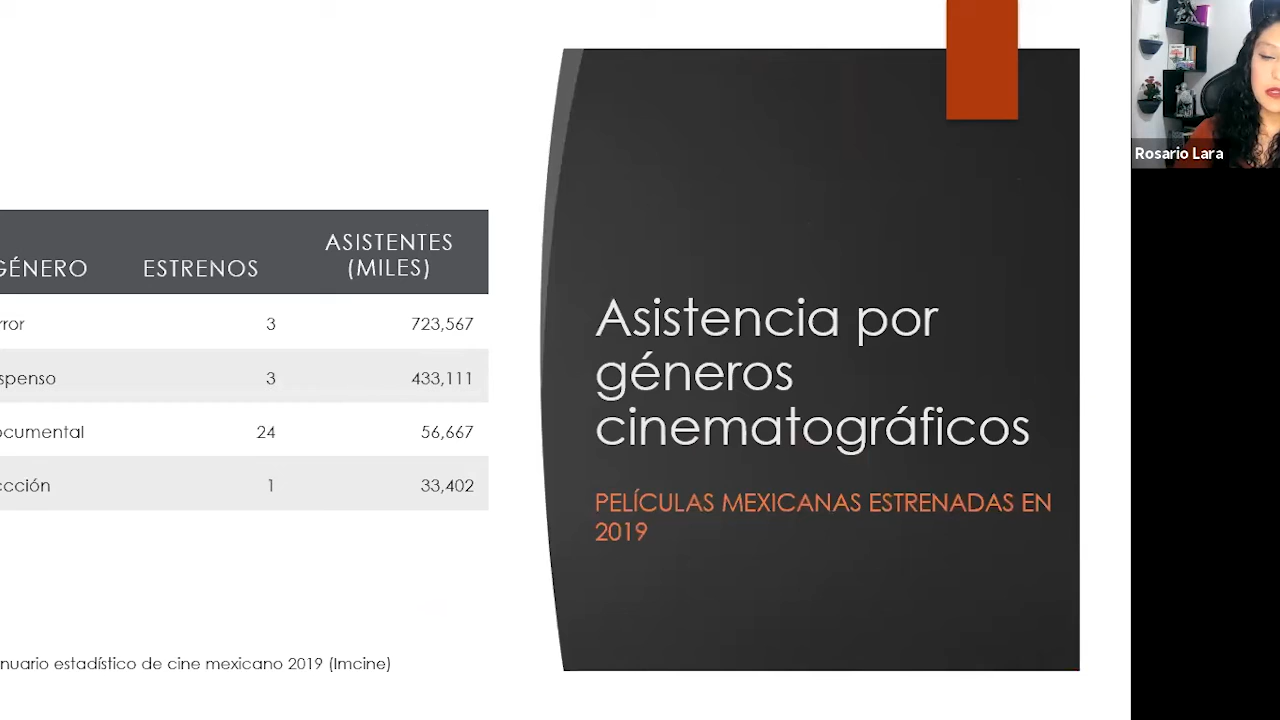 GÉNERO ESTRENOS ASISTENTES (MILES)
rror 3 723,567
spenso 3 433,111
ocumental 24 56,667
cción 1 33,402
nuario estadístico de cine mexicano 2019 (Imcine)
Asistencia por
géneros
cinematográficos
PELÍCULAS MEXICANAS ESTRENADAS EN
2019
Rosario Lara